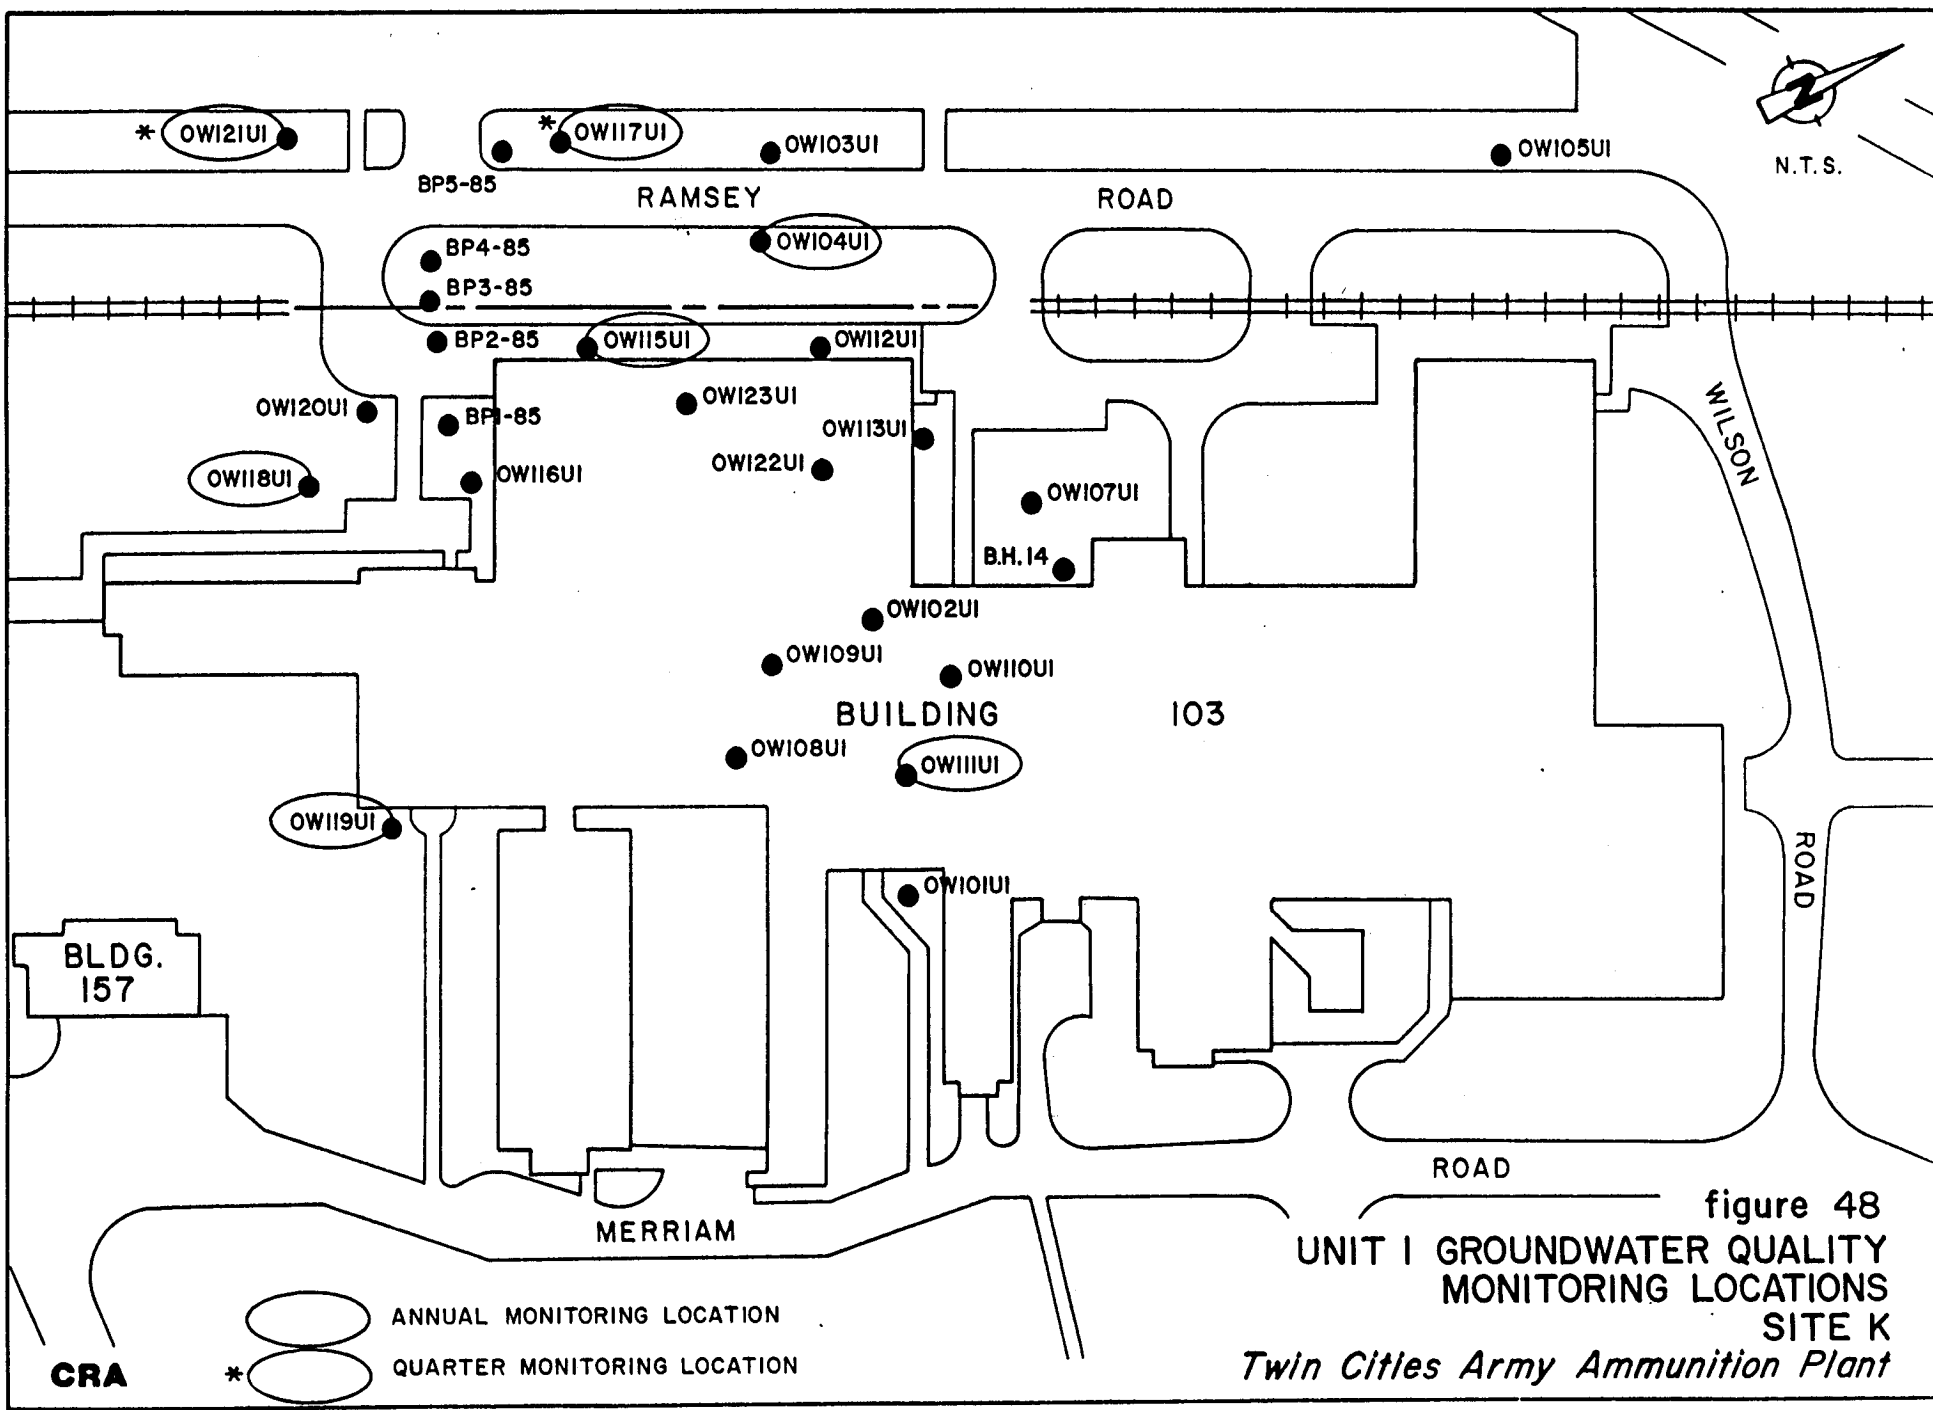 N
N.T.S.
* OW121U1
* OW117U1
OW103U1
OW105U1
BP5-85
RAMSEY ROAD
BP4-85
OW104U1
BP3-85
BP2-85
OW115U1
OW112U1
OW120U1
BP1-85
OW123U1
OW113U1
WILSON
OW122U1
OW118U1
OW116U1
OW107U1
B.H.14
OW102U1
OW109U1
OW110U1
BUILDING 103
OW108U1
OW111U1
OW119U1
ROAD
OW101U1
BLDG.
157
ROAD
MERRIAM
figure 48
UNIT 1 GROUNDWATER QUALITY
MONITORING LOCATIONS
SITE K
Twin Cities Army Ammunition Plant
ANNUAL MONITORING LOCATION
* QUARTER MONITORING LOCATION
CRA